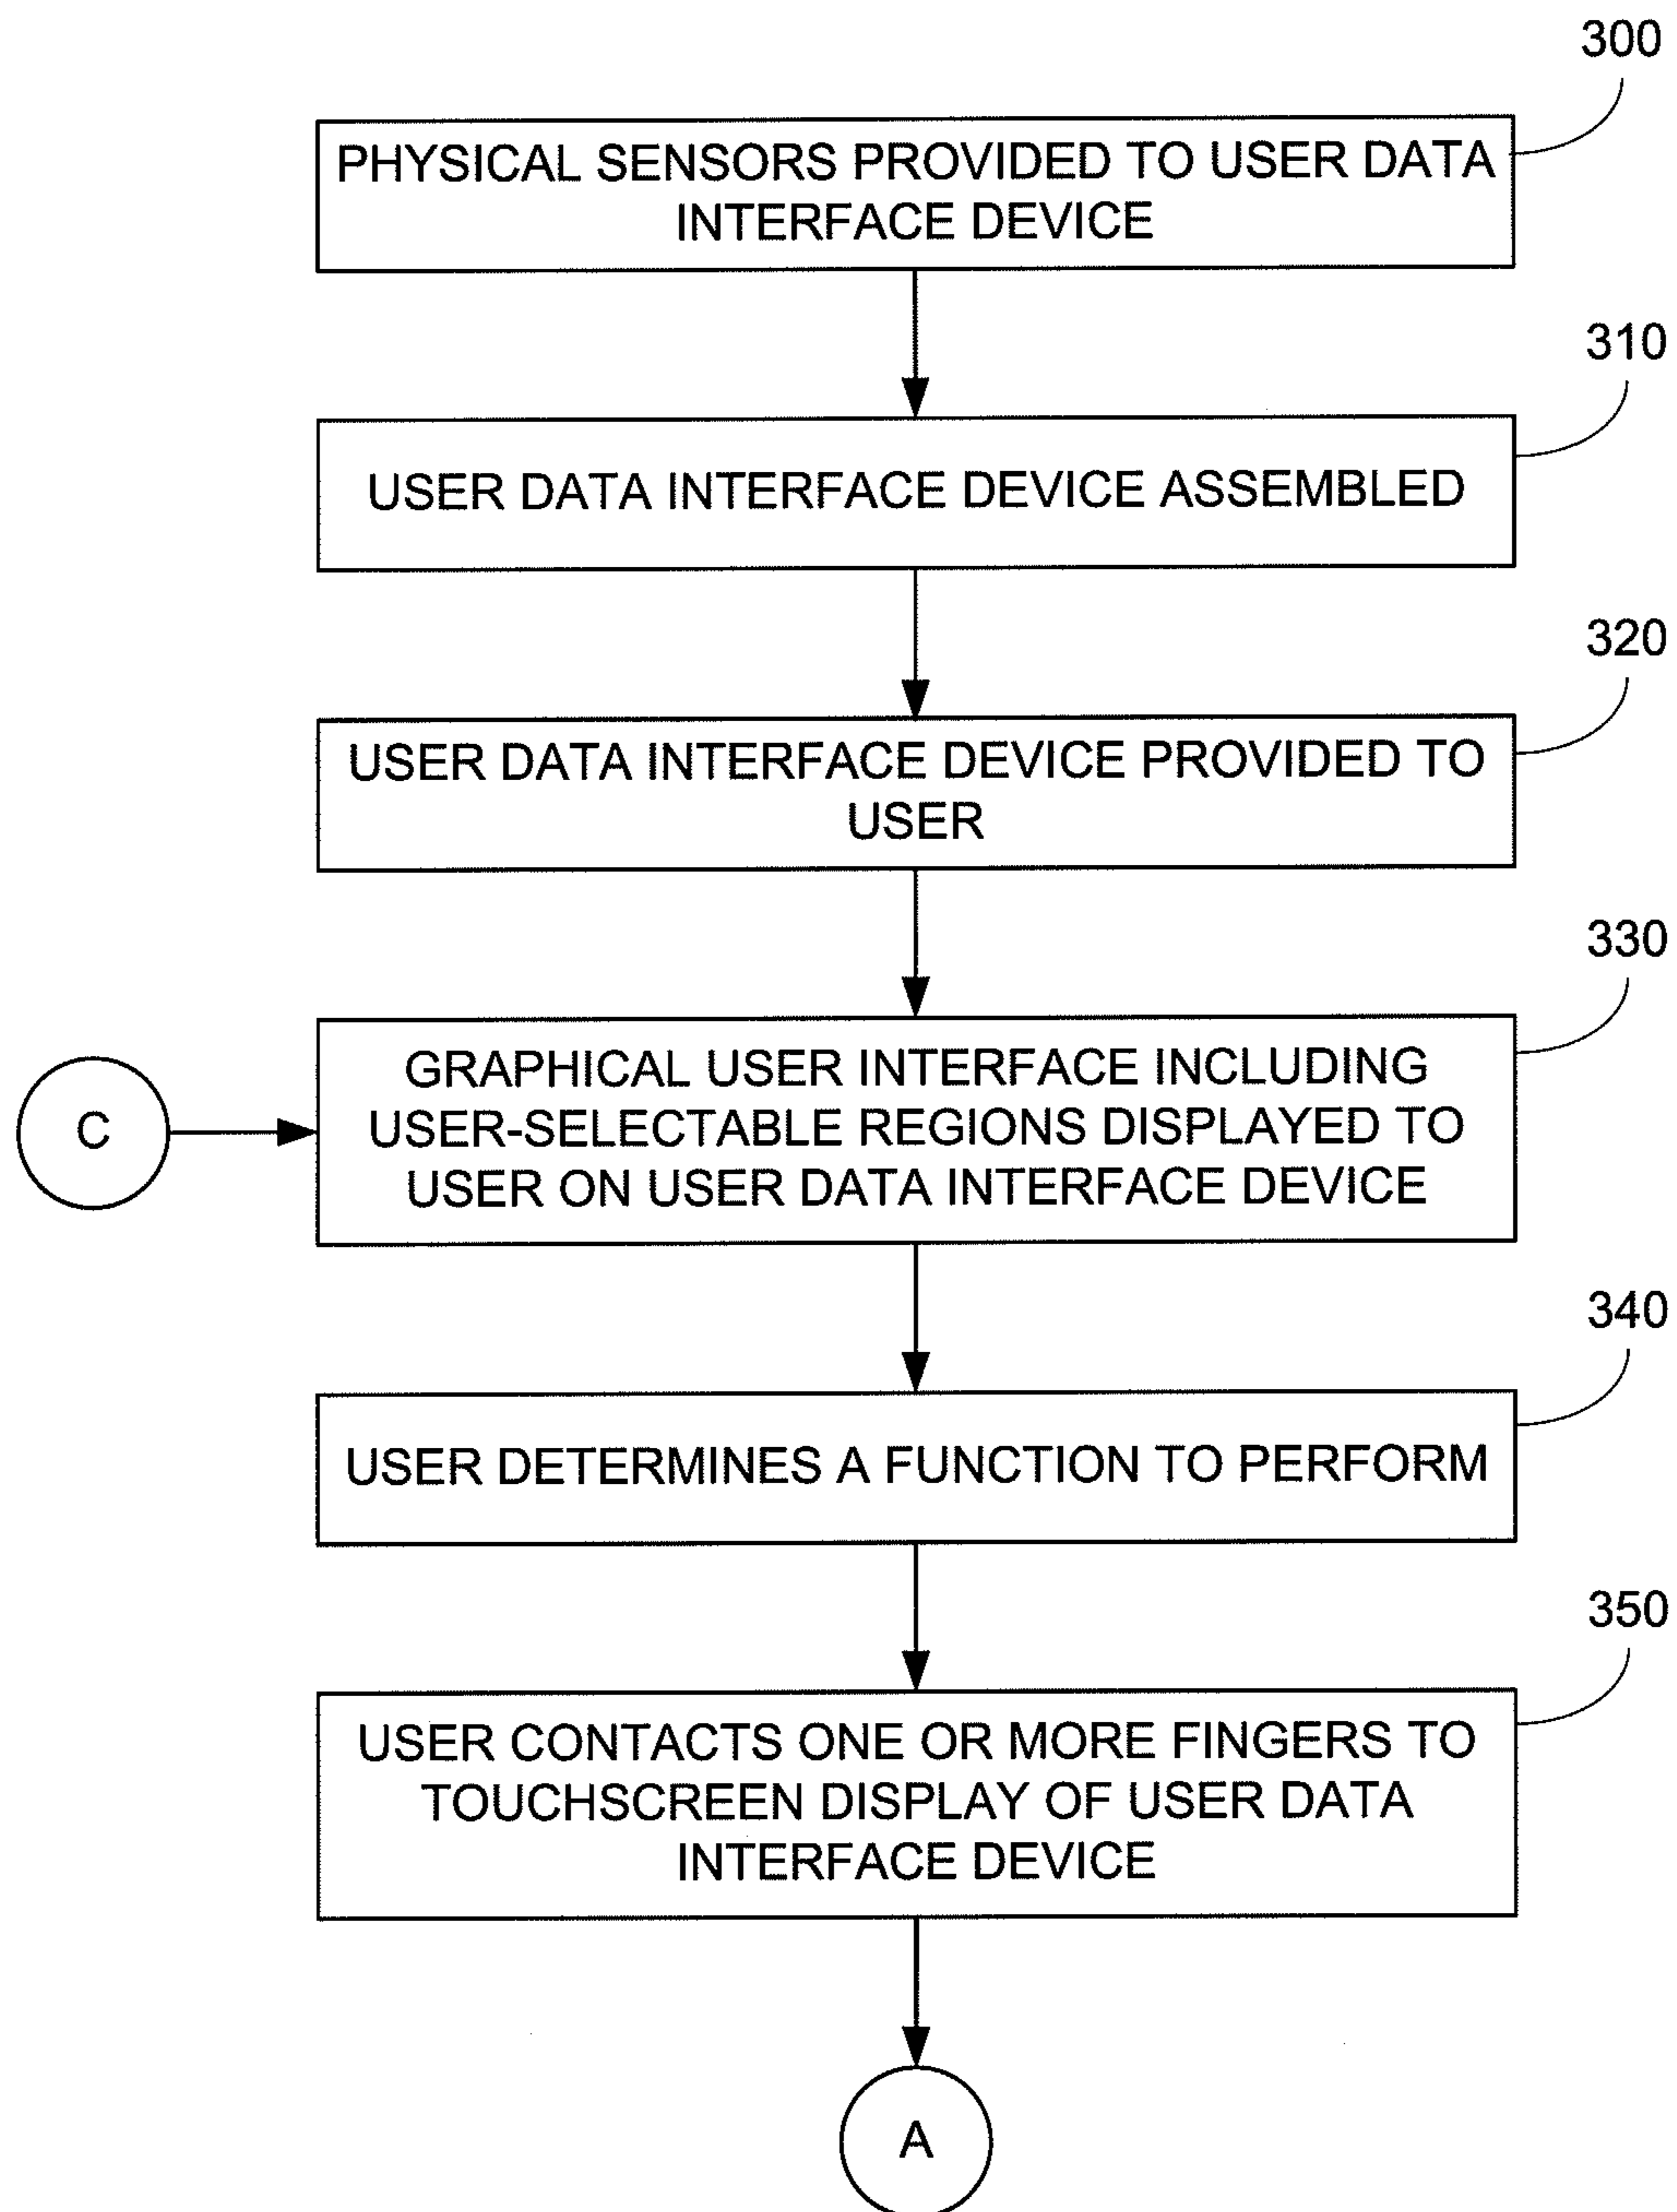 300
PHYSICAL SENSORS PROVIDED TO USER DATA
INTERFACE DEVICE
310
USER DATA INTERFACE DEVICE ASSEMBLED
320
USER DATA INTERFACE DEVICE PROVIDED TO
USER
330
GRAPHICAL USER INTERFACE INCLUDING
USER-SELECTABLE REGIONS DISPLAYED TO
USER ON USER DATA INTERFACE DEVICE
C
340
USER DETERMINES A FUNCTION TO PERFORM
350
USER CONTACTS ONE OR MORE FINGERS TO
TOUCHSCREEN DISPLAY OF USER DATA
INTERFACE DEVICE
A